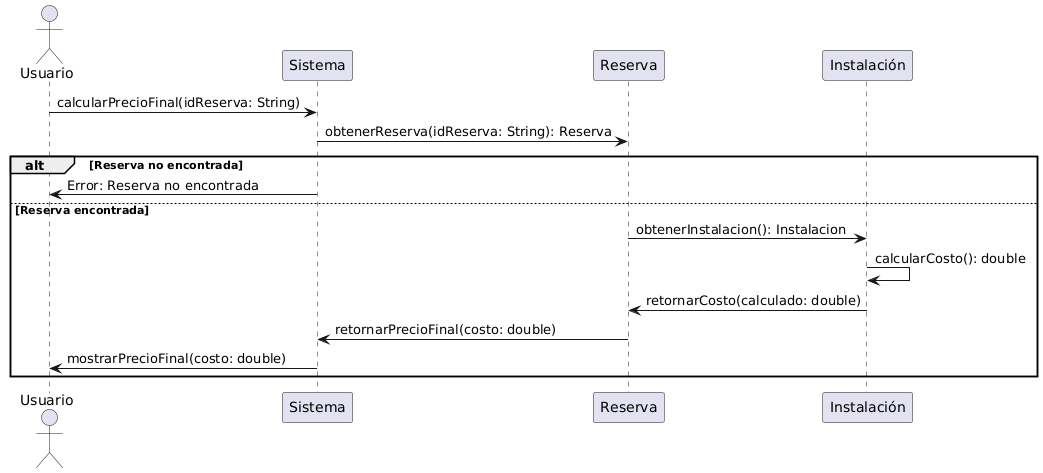 Usuario
Sistema
Reserva
Instalación
calcularPrecioFinal(idReserva: String)
obtenerReserva(idReserva: String): Reserva
alt [Reserva no encontrada]
Error: Reserva no encontrada
[Reserva encontrada]
obtenerInstalacion(): Instalacion
calcularCosto(): double
retornarCosto(calculado: double)
retornarPrecioFinal(costo: double)
mostrarPrecioFinal(costo: double)
Usuario
Sistema
Reserva
Instalación